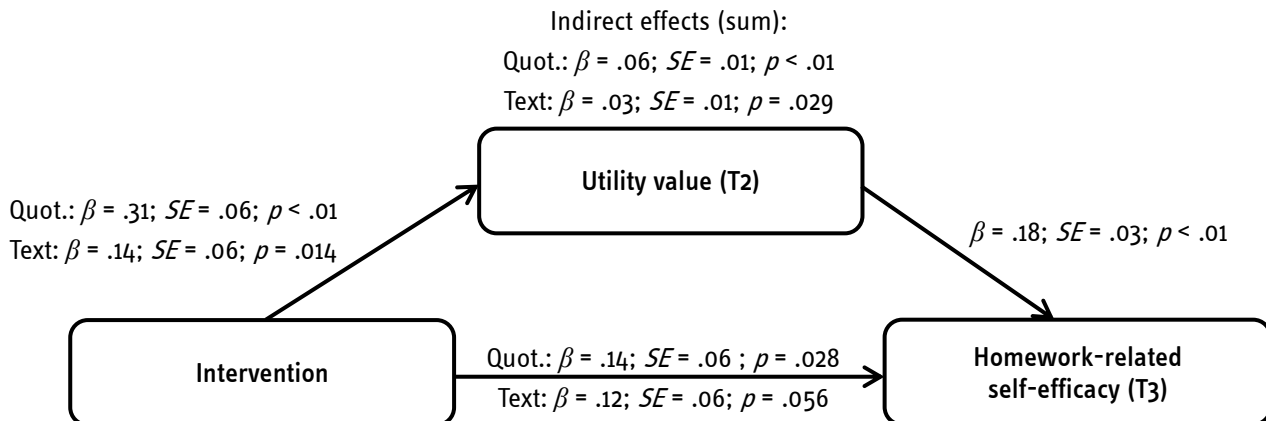 Indirect effects (sum):
Quot.: β = .06; SE = .01; p < .01
Text: β = .03; SE = .01; p = .029
Utility value (T2)
Quot.: β = .31; SE = .06; p < .01
Text: β = .14; SE = .06; p = .014
β = .18; SE = .03; p < .01
Intervention
Quot.: β = .14; SE = .06 ; p = .028
Text: β = .12; SE = .06; p = .056
Homework-related
self-efficacy (T3)